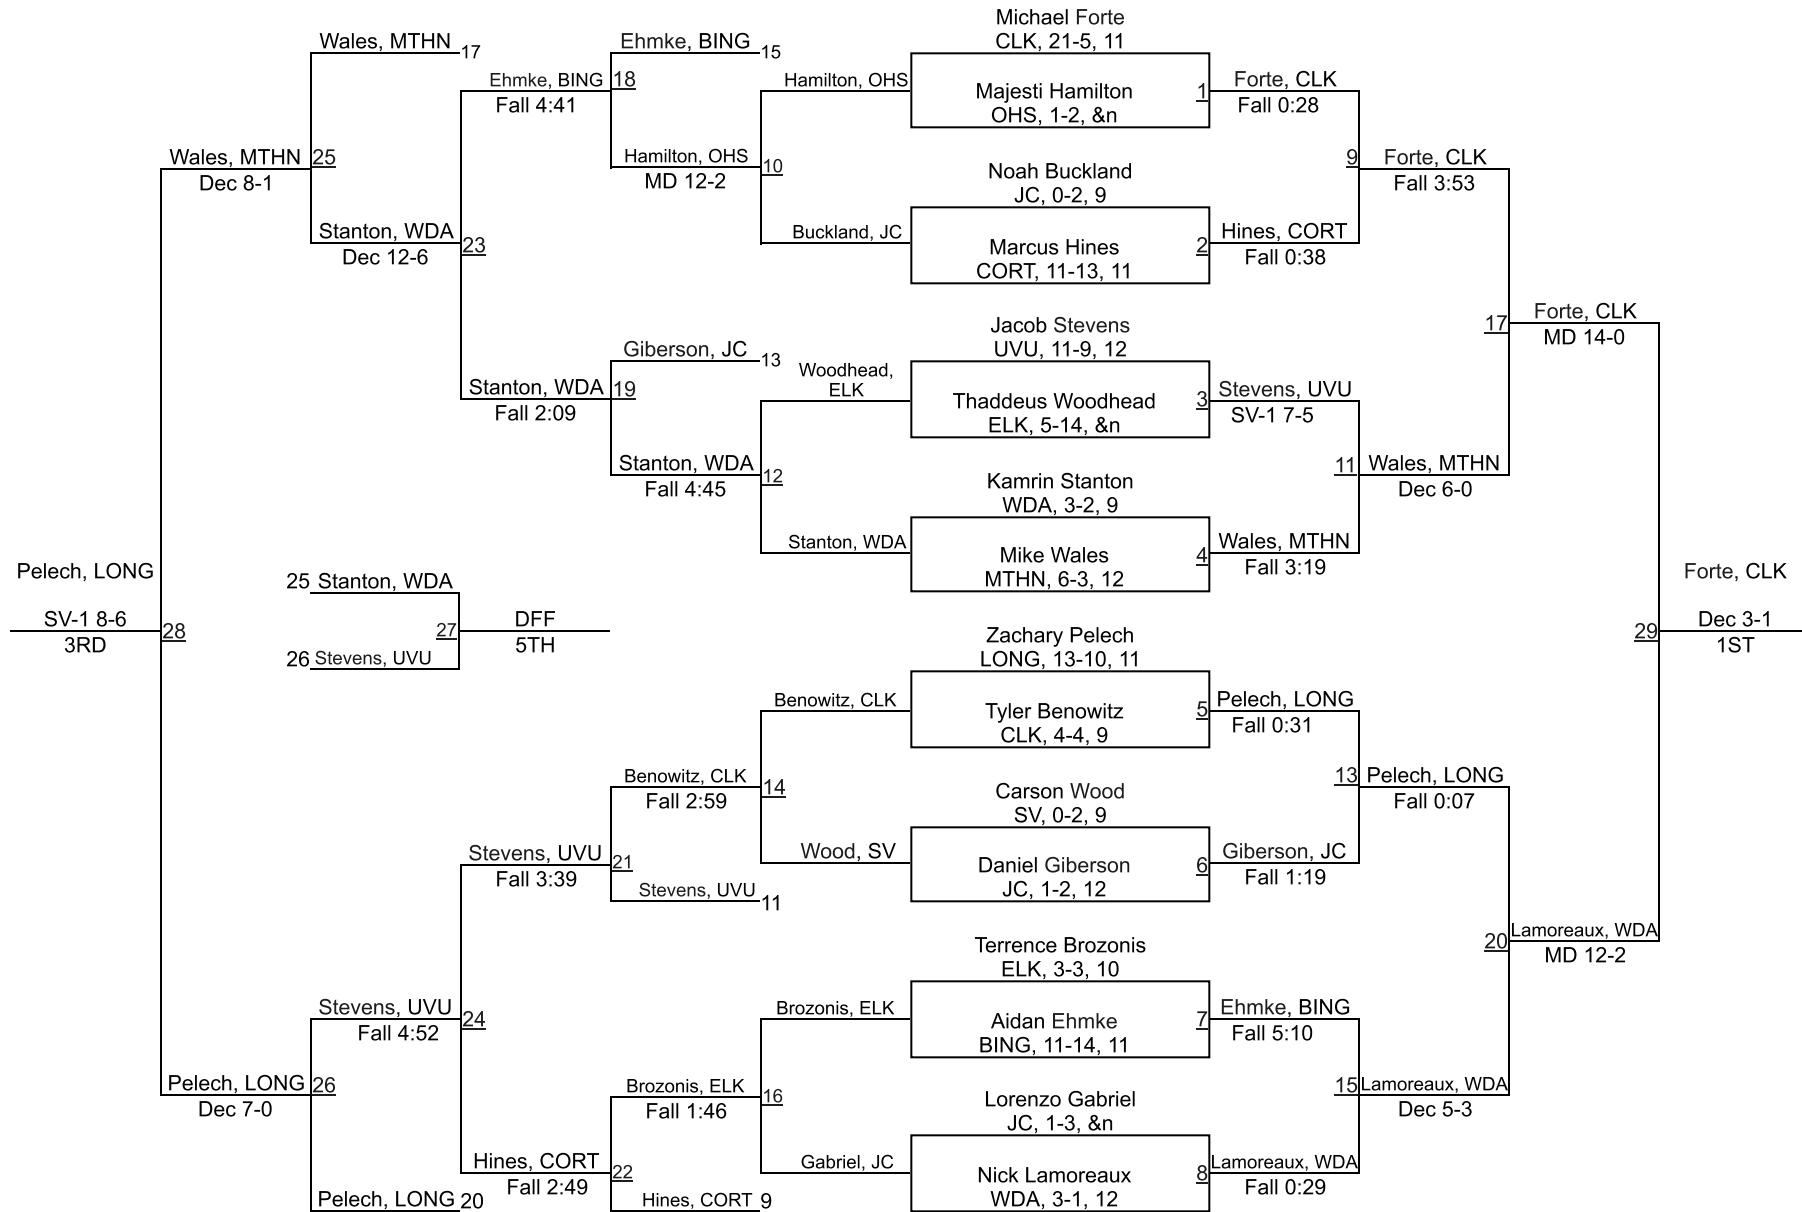 Michael Forte
CLK, 21-5, 11
Majesti Hamilton
OHS, 1-2, &n
Noah Buckland
JC, 0-2, 9
Marcus Hines
CORT, 11-13, 11
Jacob Stevens
UVU, 11-9, 12
Thaddeus Woodhead
ELK, 5-14, &n
Kamrin Stanton
WDA, 3-2, 9
Mike Wales
MTHN, 6-3, 12
Zachary Pelech
LONG, 13-10, 11
Tyler Benowitz
CLK, 4-4, 9
Carson Wood
SV, 0-2, 9
Daniel Giberson
JC, 1-2, 12
Terrence Brozonis
ELK, 3-3, 10
Aidan Ehmke
BING, 11-14, 11
Lorenzo Gabriel
JC, 1-3, &n
Nick Lamoreaux
WDA, 3-1, 12
1
Forte, CLK
Fall 0:28
2
Hines, CORT
Fall 0:38
3
Stevens, UVU
SV-1 7-5
4
Wales, MTHN
Fall 3:19
5
Pelech, LONG
Fall 0:31
6
Giberson, JC
Fall 1:19
7
Ehmke, BING
Fall 5:10
8
Lamoreaux, WDA
Fall 0:29
9
Forte, CLK
Fall 3:53
11
Wales, MTHN
Dec 6-0
13
Pelech, LONG
Fall 0:07
15
Lamoreaux, WDA
Dec 5-3
17
Forte, CLK
MD 14-0
20
Lamoreaux, WDA
MD 12-2
Forte, CLK
29
Dec 3-1
1ST
Hamilton, OHS
Buckland, JC
Woodhead,
ELK
Stanton, WDA
Benowitz, CLK
Wood, SV
Brozonis, ELK
Gabriel, JC
Ehmke, BING
15
Hamilton, OHS
10
MD 12-2
Giberson, JC
13
Stanton, WDA
12
Fall 4:45
Benowitz, CLK
14
Fall 2:59
Stevens, UVU
11
Brozonis, ELK
16
Fall 1:46
Hines, CORT
9
Ehmke, BING
18
Fall 4:41
Stanton, WDA
19
Fall 2:09
Stevens, UVU
21
Fall 3:39
Hines, CORT
22
Fall 2:49
Wales, MTHN
17
Stanton, WDA
23
Dec 12-6
Stevens, UVU
24
Fall 4:52
Pelech, LONG
20
Wales, MTHN
25
Dec 8-1
Pelech, LONG
26
Dec 7-0
25 Stanton, WDA
26 Stevens, UVU
27
DFF
5TH
Pelech, LONG
SV-1 8-6
28
3RD